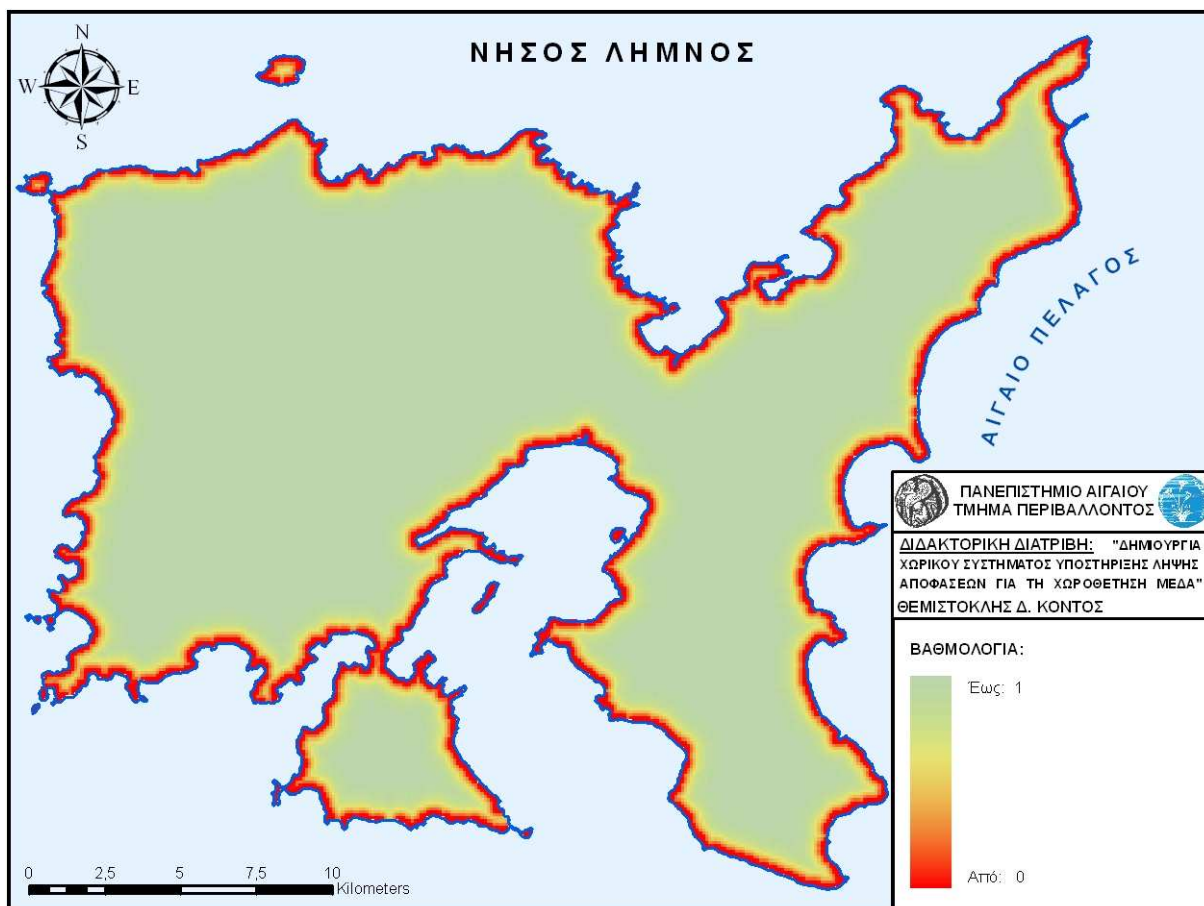 N
W E
S
ΝΗΣΟΣ ΛΗΜΝΟΣ
ΑΙΓΑΙΟ ΠΕΛΑΓΟΣ
ΠΑΝΕΠΙΣΤΗΜΙΟ ΑΙΓΑΙΟΥ
ΤΜΗΜΑ ΠΕΡΙΒΑΛΛΟΝΤΟΣ
ΔΙΔΑΚΤΟΡΙΚΗ ΔΙΑΤΡΙΒΗ: "ΔΗΜΙΟΥΡΓΙΑ
ΧΩΡΙΚΟΥ ΣΥΣΤΗΜΑΤΟΣ ΥΠΟΣΤΗΡΙΞΗΣ ΛΗΨΗΣ
ΑΠΟΦΑΣΕΩΝ ΓΙΑ ΤΗ ΧΩΡΟΘΕΤΗΣΗ ΜΕΔΑ"
ΘΕΜΙΣΤΟΚΛΗΣ Δ. ΚΟΝΤΟΣ
ΒΑΘΜΟΛΟΓΙΑ:
Έως: 1
Από: 0
0 2,5 5 7,5 10
Kilometers